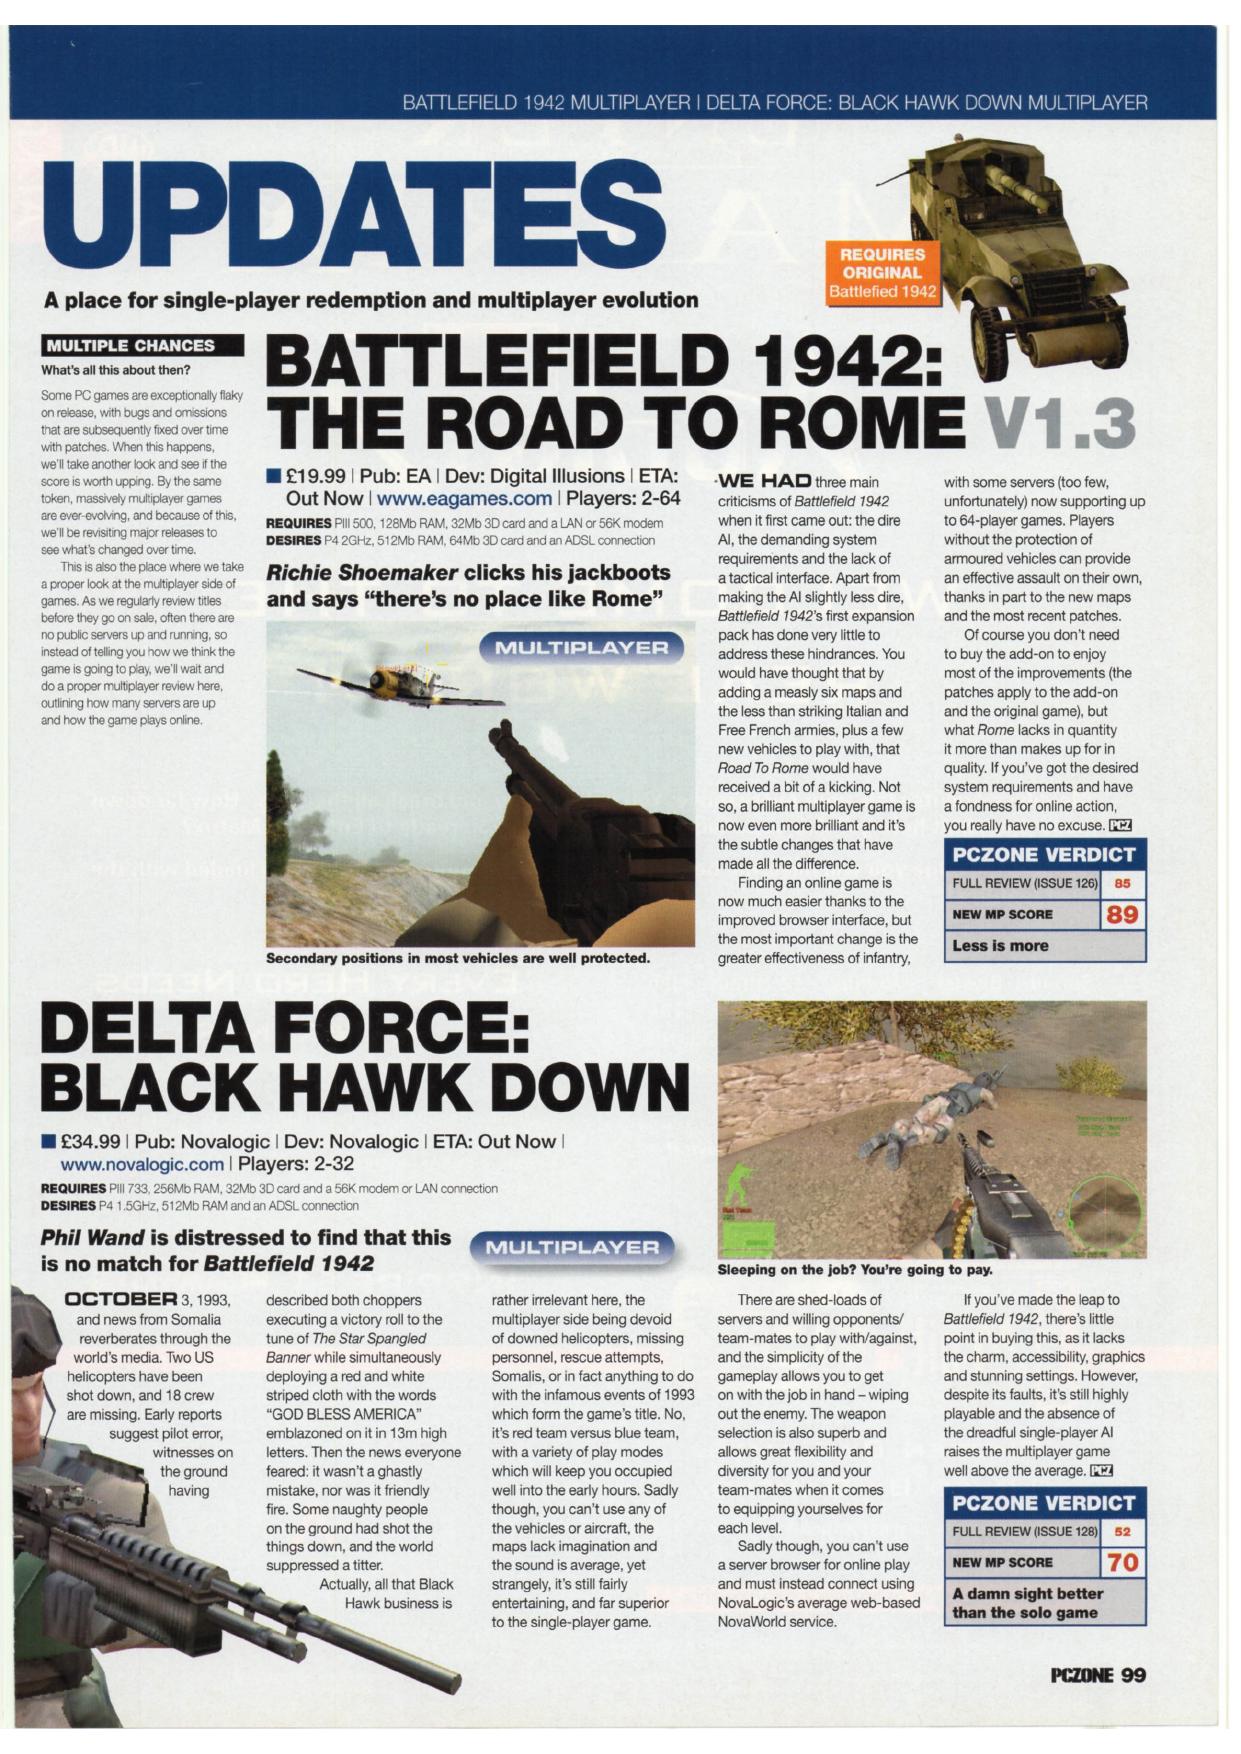 BATTLEFIELD 1942 MULTIPLAYER | DELTA FORCE: BLACK HAWK DOWN MULTIPLAYER
UPDATES
A place for single-player redemption and multiplayer evolution
REQUIRES
ORIGINAL
Battlefied 1942
MULTIPLE CHANCES
What's all this about then?
Some PC games are exceptionally flaky
on release, with bugs and omissions
that are subsequently fixed over time
with patches. When this happens,
we'll take another look and see if the
score is worth upping. By the same
token, massively multiplayer games
are ever-evolving, and because of this,
we'll be revisiting major releases to
see what's changed over time.
This is also the place where we take
a proper look at the multiplayer side of
games. As we regularly review titles
before they go on sale, often there are
no public servers up and running, so
instead of telling you how we think the
game is going to play, we'll wait and
do a proper multiplayer review here,
outlining how many servers are up
and how the game plays online.
BATTLEFIELD 1942:
THE ROAD TO ROME V1.3
£19.99 | Pub: EA | Dev: Digital Illusions | ETA:
Out Now | www.eagames.com | Players: 2-64
REQUIRES PIII 500, 128Mb RAM, 32Mb 3D card and a LAN or 56K modem
DESIRES P4 2GHz, 512Mb RAM, 64Mb 3D card and an ADSL connection
Richie Shoemaker clicks his jackboots
and says "there's no place like Rome"
MULTIPLAYER
Secondary positions in most vehicles are well protected.
WE HAD three main
criticisms of Battlefield 1942
when it first came out: the dire
AI, the demanding system
requirements and the lack of
a tactical interface. Apart from
making the AI slightly less dire,
Battlefield 1942's first expansion
pack has done very little to
address these hindrances. You
would have thought that by
adding a measly six maps and
the less than striking Italian and
Free French armies, plus a few
new vehicles to play with, that
Road To Rome would have
received a bit of a kicking. Not
so, a brilliant multiplayer game is
now even more brilliant and it's
the subtle changes that have
made all the difference.
Finding an online game is
now much easier thanks to the
improved browser interface, but
the most important change is the
greater effectiveness of infantry,
with some servers (too few,
unfortunately) now supporting up
to 64-player games. Players
without the protection of
armoured vehicles can provide
an effective assault on their own,
thanks in part to the new maps
and the most recent patches.
Of course you don't need
to buy the add-on to enjoy
most of the improvements (the
patches apply to the add-on
and the original game), but
what Rome lacks in quantity
it more than makes up for in
quality. If you've got the desired
system requirements and have
a fondness for online action,
you really have no excuse. PCZ
PCZONE VERDICT
FULL REVIEW (ISSUE 126) 85
NEW MP SCORE 89
Less is more
DELTA FORCE:
BLACK HAWK DOWN
£34.99 | Pub: Novalogic | Dev: Novalogic | ETA: Out Now |
www.novalogic.com | Players: 2-32
REQUIRES PIII 733, 256Mb RAM, 32Mb 3D card and a 56K modem or LAN connection
DESIRES P4 1.5GHz, 512Mb RAM and an ADSL connection
Phil Wand is distressed to find that this
is no match for Battlefield 1942
MULTIPLAYER
Sleeping on the job? You're going to pay.
OCTOBER 3, 1993,
and news from Somalia
reverberates through the
world's media. Two US
helicopters have been
shot down, and 18 crew
are missing. Early reports
suggest pilot error,
witnesses on
the ground
having
described both choppers
executing a victory roll to the
tune of The Star Spangled
Banner while simultaneously
deploying a red and white
striped cloth with the words
"GOD BLESS AMERICA"
emblazoned on it in 13m high
letters. Then the news everyone
feared: it wasn't a ghastly
mistake, nor was it friendly
fire. Some naughty people
on the ground had shot the
things down, and the world
suppressed a titter.
Actually, all that Black
Hawk business is
rather irrelevant here, the
multiplayer side being devoid
of downed helicopters, missing
personnel, rescue attempts,
Somalis, or in fact anything to do
with the infamous events of 1993
which form the game's title. No,
it's red team versus blue team,
with a variety of play modes
which will keep you occupied
well into the early hours. Sadly
though, you can't use any of
the vehicles or aircraft, the
maps lack imagination and
the sound is average, yet
strangely, it's still fairly
entertaining, and far superior
to the single-player game.
There are shed-loads of
servers and willing opponents/
team-mates to play with/against,
and the simplicity of the
gameplay allows you to get
on with the job in hand – wiping
out the enemy. The weapon
selection is also superb and
allows great flexibility and
diversity for you and your
team-mates when it comes
to equipping yourselves for
each level.
Sadly though, you can't use
a server browser for online play
and must instead connect using
NovaLogic's average web-based
NovaWorld service.
If you've made the leap to
Battlefield 1942, there's little
point in buying this, as it lacks
the charm, accessibility, graphics
and stunning settings. However,
despite its faults, it's still highly
playable and the absence of
the dreadful single-player AI
raises the multiplayer game
well above the average. PCZ
PCZONE VERDICT
FULL REVIEW (ISSUE 128) 52
NEW MP SCORE 70
A damn sight better
than the solo game
PCZONE 99